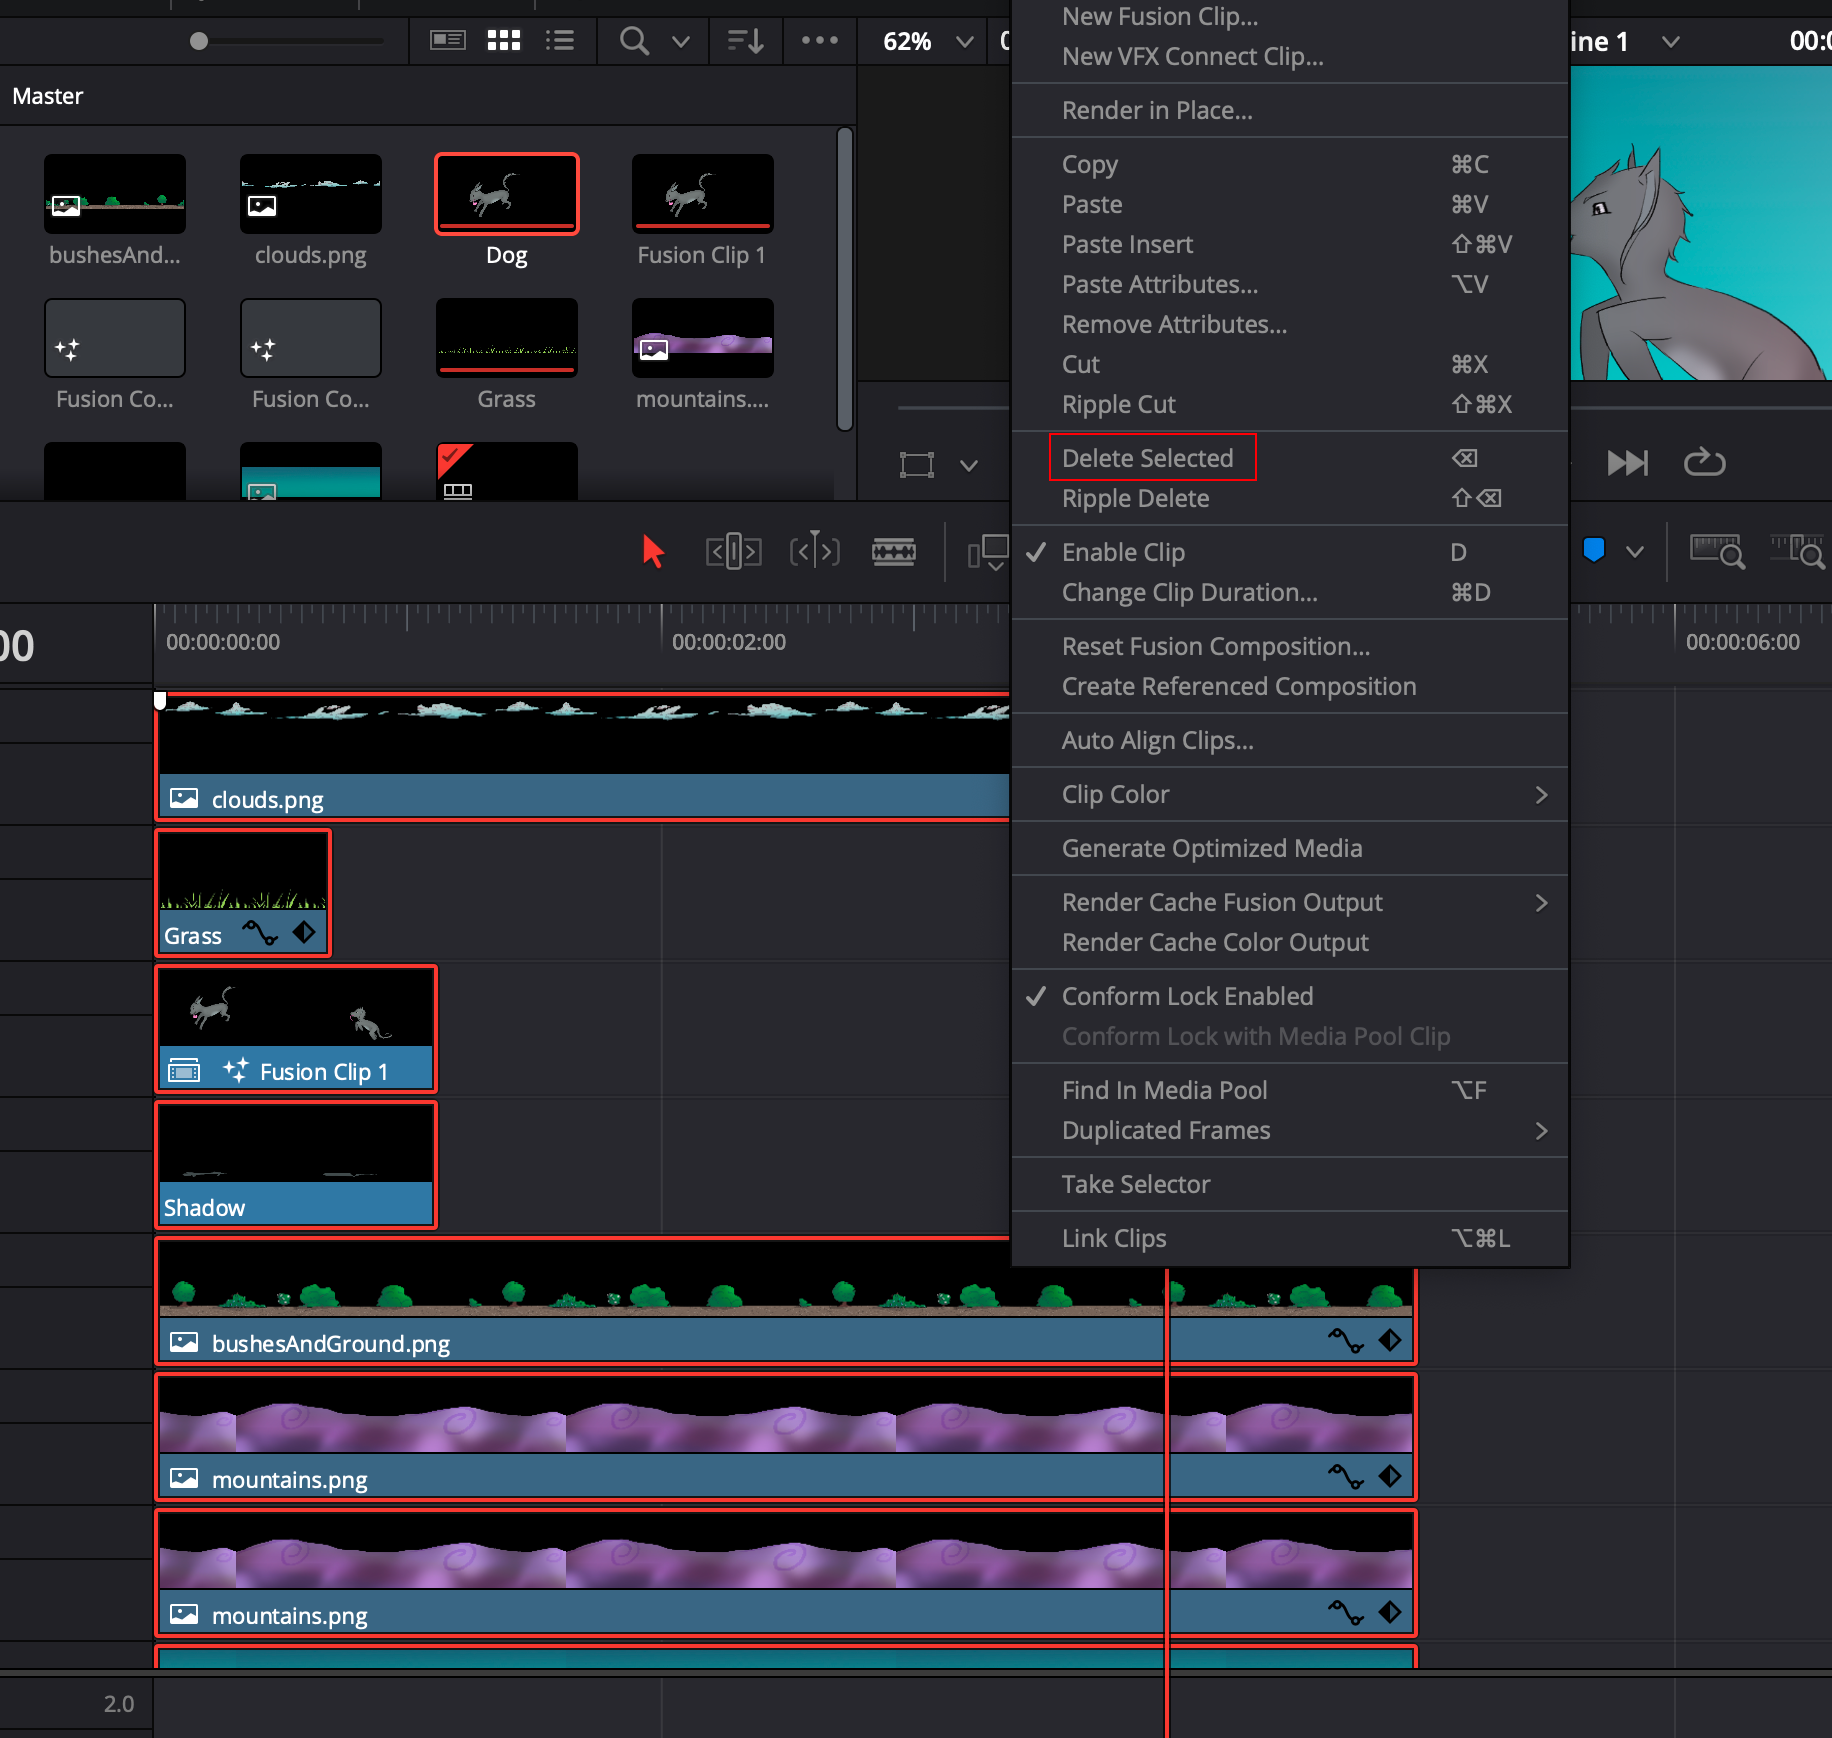 62%
ine 1
00:
Master
bushesAnd...
clouds.png
Dog
Fusion Clip 1
Fusion Co...
Fusion Co...
Grass
mountains....
New Fusion Clip...
New VFX Connect Clip...
Render in Place...
Copy ⌘C
Paste ⌘V
Paste Insert ⇧⌘V
Paste Attributes... ⌥V
Remove Attributes...
Cut ⌘X
Ripple Cut ⇧⌘X
Delete Selected ⌫
Ripple Delete ⇧⌫
Enable Clip D
Change Clip Duration... ⌘D
Reset Fusion Composition...
Create Referenced Composition
Auto Align Clips...
Clip Color
Generate Optimized Media
Render Cache Fusion Output
Render Cache Color Output
Conform Lock Enabled
Conform Lock with Media Pool Clip
Find In Media Pool ⌥F
Duplicated Frames
Take Selector
Link Clips ⌥⌘L
00
00:00:00:00
00:00:02:00
00:00:06:00
clouds.png
Grass
Fusion Clip 1
Shadow
bushesAndGround.png
mountains.png
mountains.png
2.0